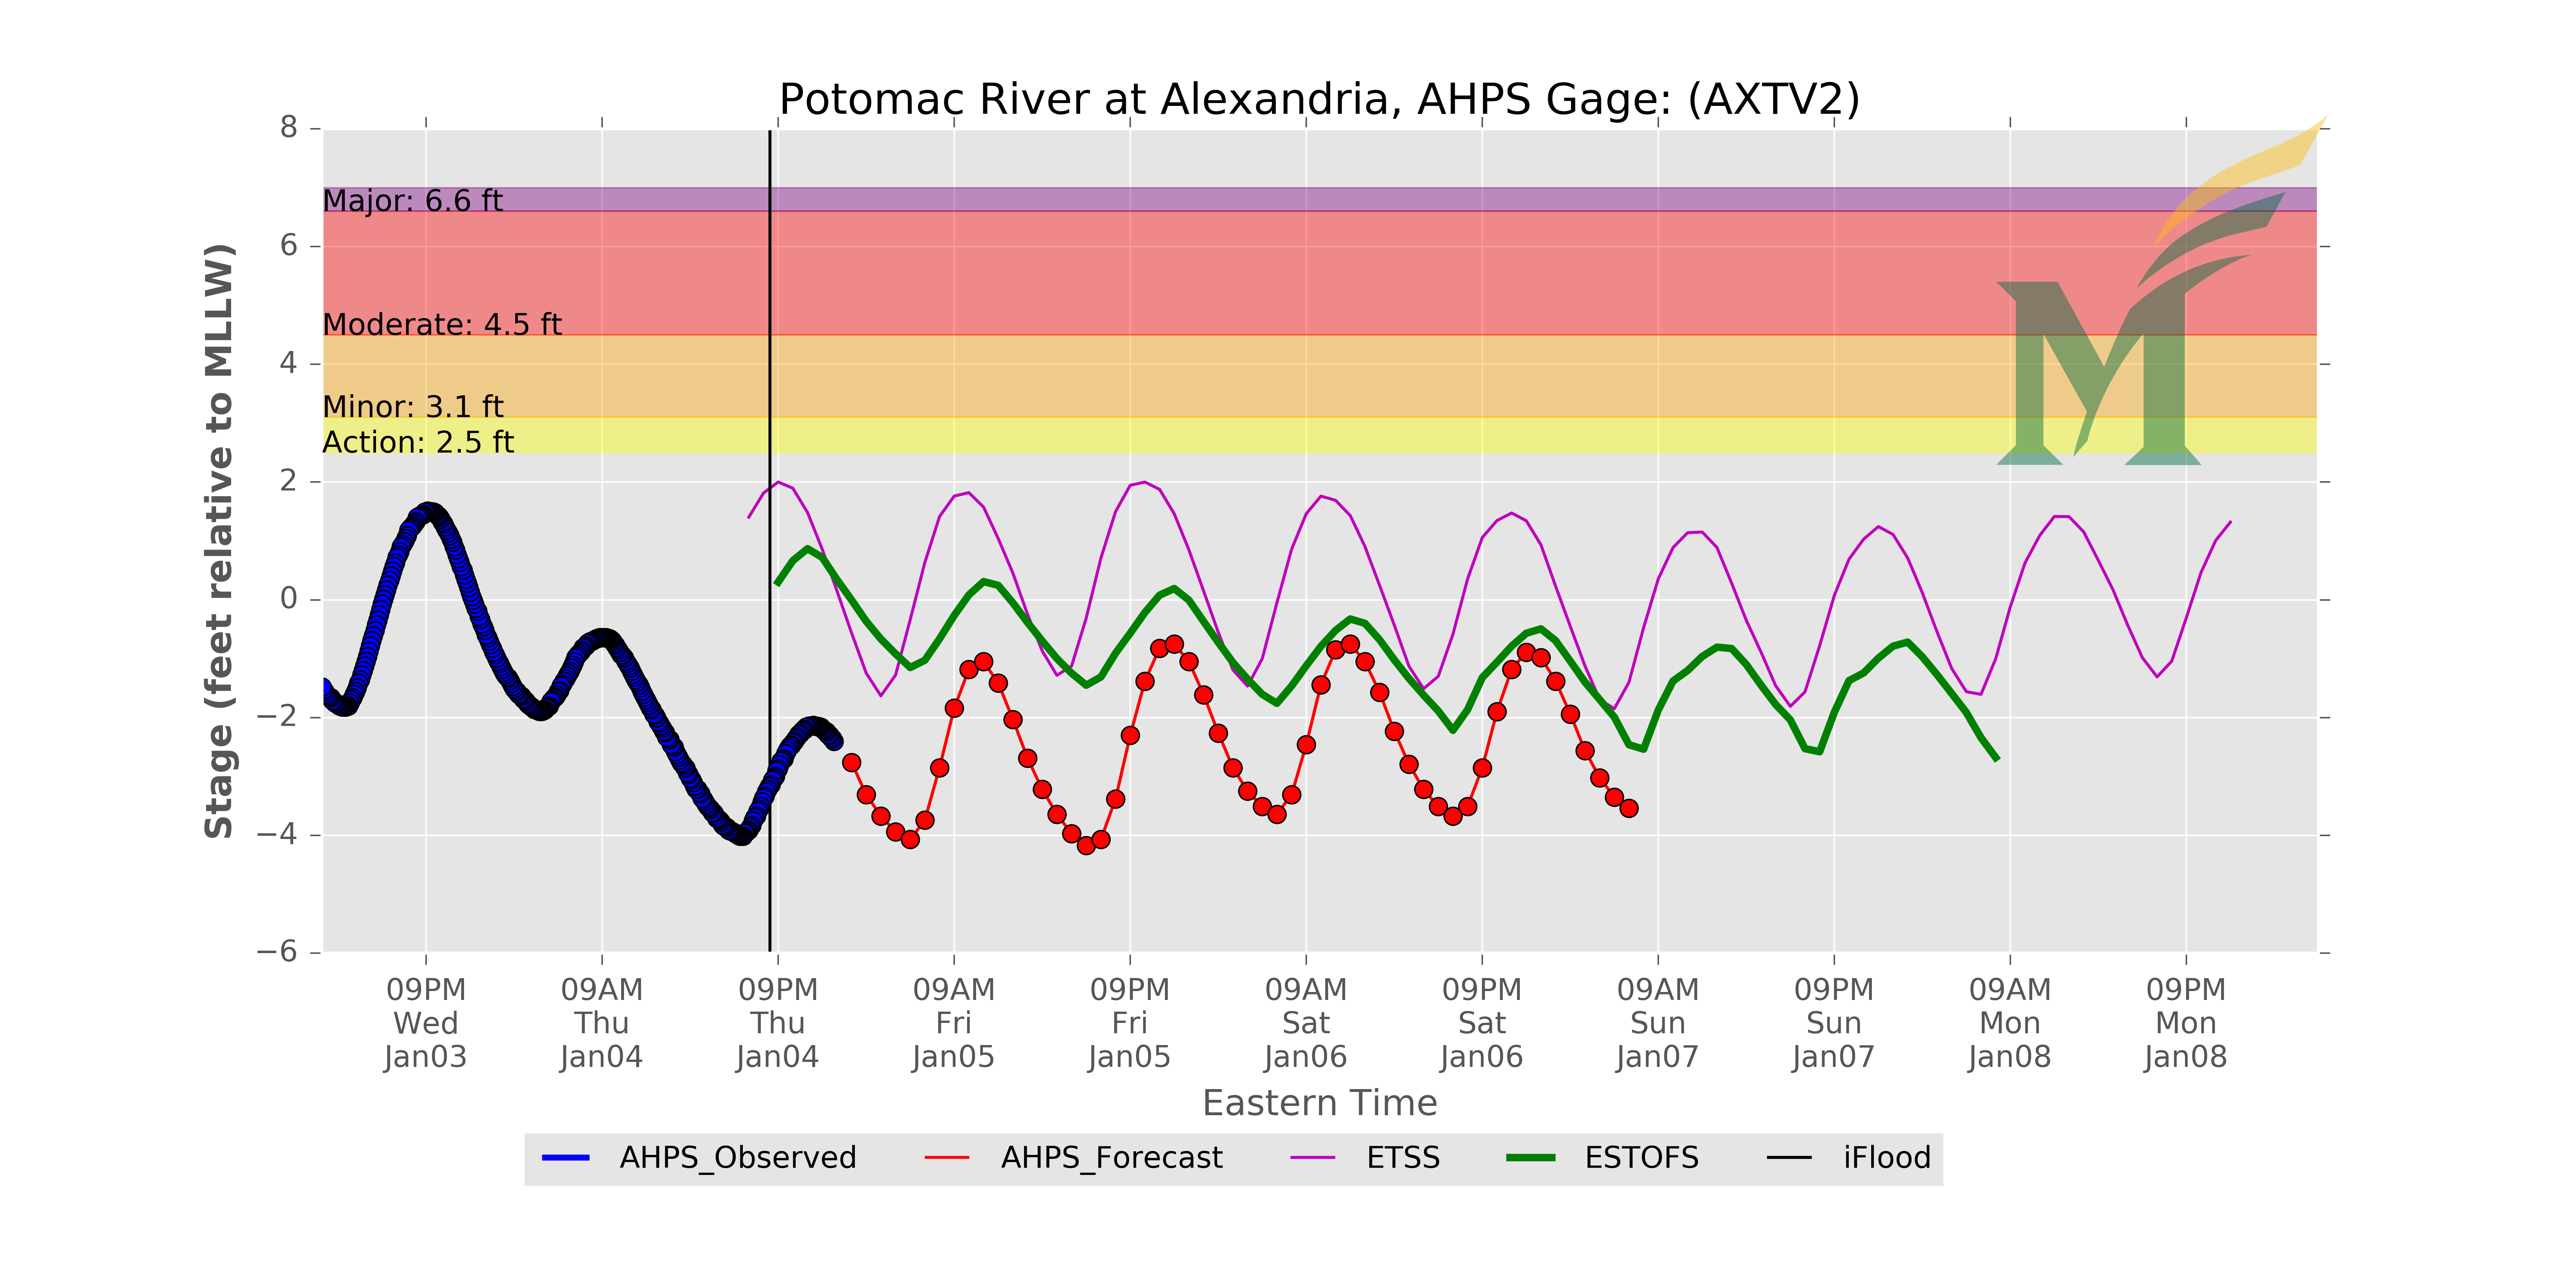 Potomac River at Alexandria, AHPS Gage: (AXTV2)
Stage (feet relative to MLLW)
8
6
4
2
0
−2
−4
−6
Major: 6.6 ft
Moderate: 4.5 ft
Minor: 3.1 ft
Action: 2.5 ft
M
09PM 09AM 09PM 09AM 09PM 09AM 09PM 09AM 09PM 09AM 09PM
Wed Thu Thu Fri Fri Sat Sat Sun Sun Mon Mon
Jan03 Jan04 Jan04 Jan05 Jan05 Jan06 Jan06 Jan07 Jan07 Jan08 Jan08
Eastern Time
AHPS_Observed AHPS_Forecast ETSS ESTOFS iFlood